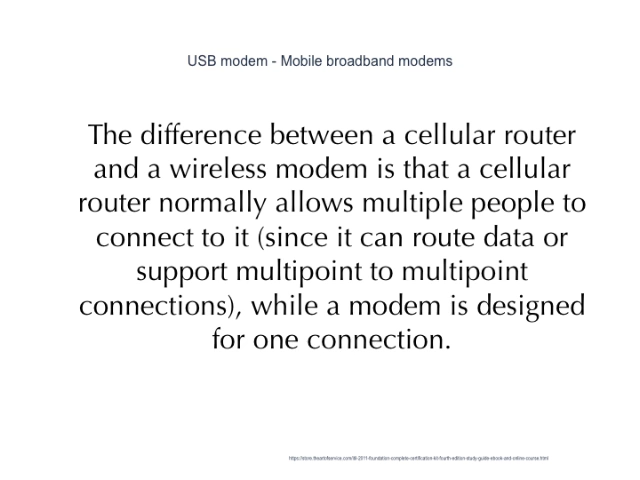 USB modem - Mobile broadband modems
The difference between a cellular router
and a wireless modem is that a cellular
router normally allows multiple people to
connect to it (since it can route data or
support multipoint to multipoint
connections), while a modem is designed
for one connection.